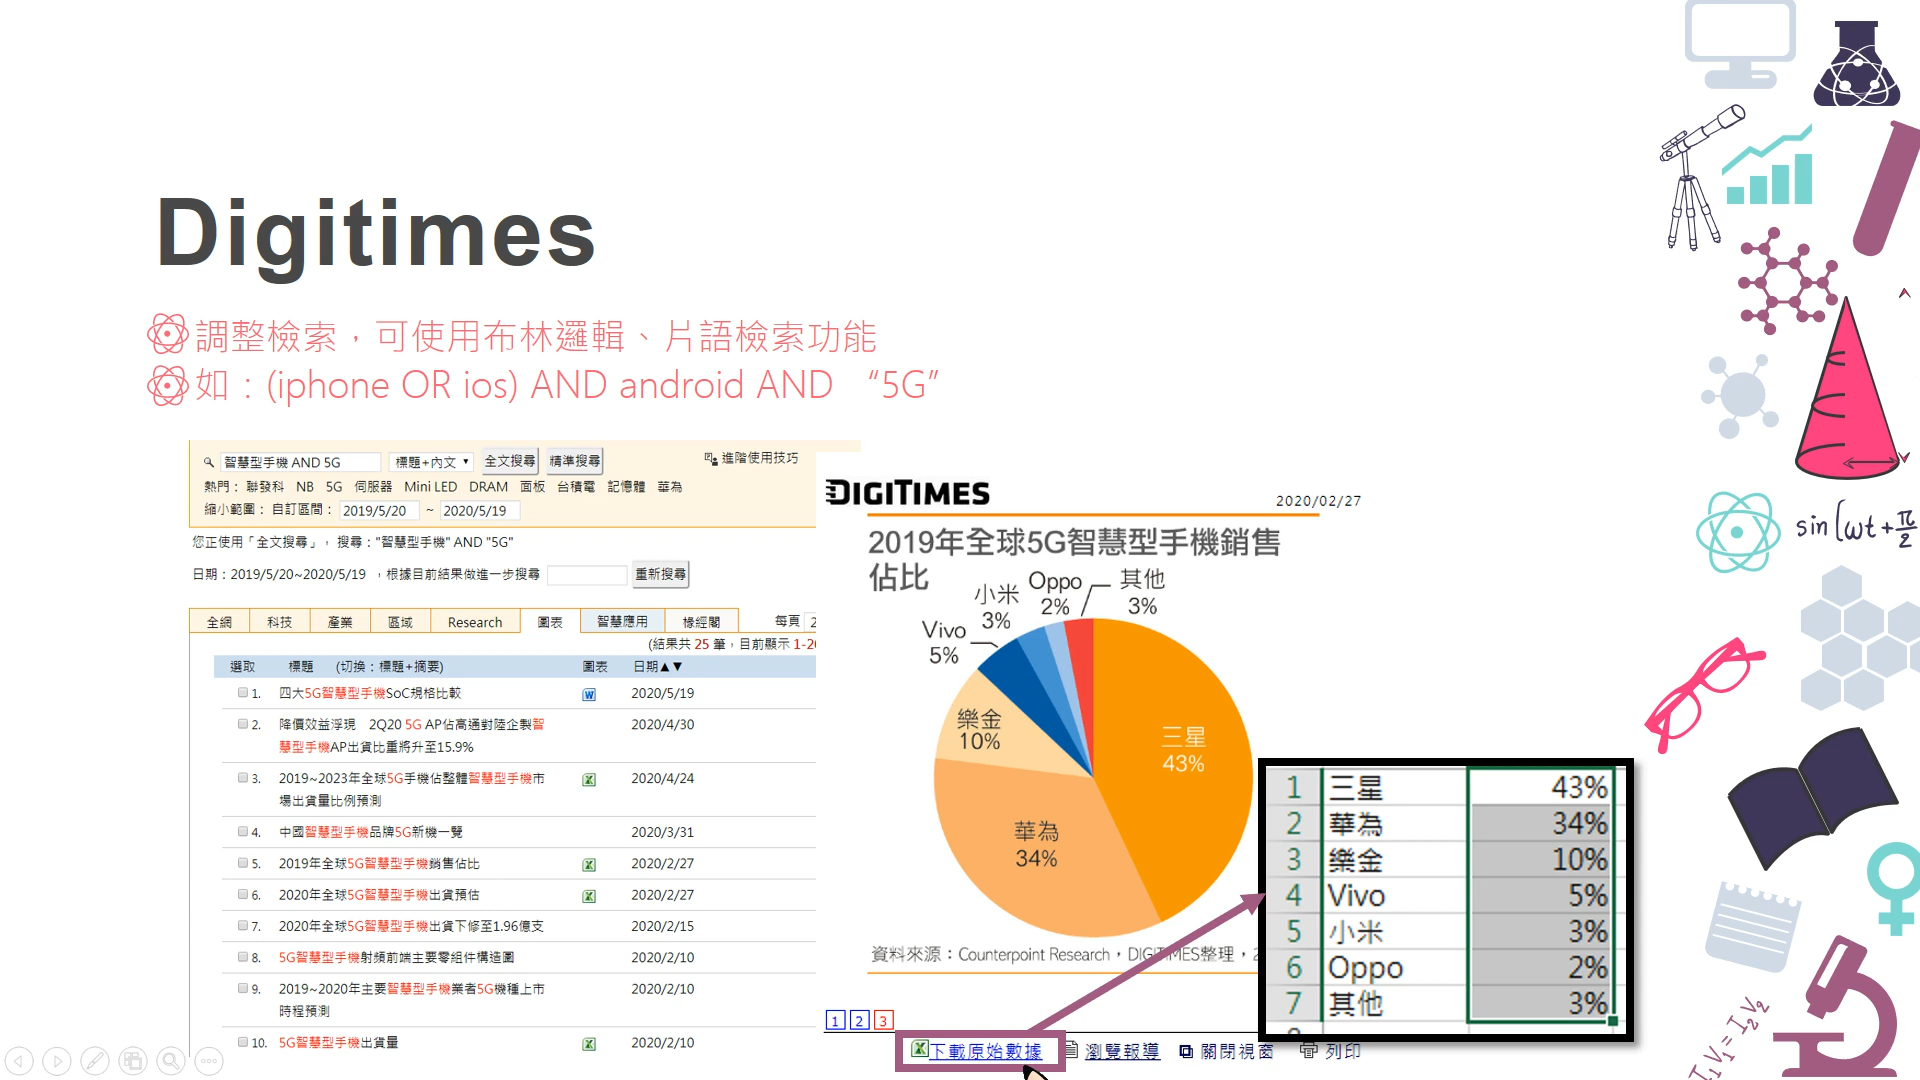 Digitimes
調整檢索，可使用布林邏輯、片語檢索功能
如：(iphone OR ios) AND android AND “5G”
智慧型手機 AND 5G 標題+內文 全文搜尋 精準搜尋 進階使用技巧
熱門： 聯發科 NB 5G 伺服器 Mini LED DRAM 面板 台積電 記憶體 華為
縮小範圍： 自訂區間： 2019/5/20 ~ 2020/5/19
您正使用「全文搜尋」， 搜尋："智慧型手機" AND "5G"
日期：2019/5/20~2020/5/19 ，根據目前結果做進一步搜尋 重新搜尋
全網 科技 產業 區域 Research 圖表 智慧應用 椽經閣 每頁 2
(結果共 25 筆，目前顯示 1-2
選取 標題 (切換：標題+摘要) 圖表 日期▲▼
1. 四大5G智慧型手機SoC規格比較 2020/5/19
2. 降價效益浮現 2Q20 5G AP佔高通對陸企製智 2020/4/30
慧型手機AP出貨比重將升至15.9%
3. 2019~2023年全球5G手機佔整體智慧型手機市 2020/4/24
場出貨量比例預測
4. 中國智慧型手機品牌5G新機一覽 2020/3/31
5. 2019年全球5G智慧型手機銷售佔比 2020/2/27
6. 2020年全球5G智慧型手機出貨預估 2020/2/27
7. 2020年全球5G智慧型手機出貨下修至1.96億支 2020/2/15
8. 5G智慧型手機射頻前端主要零組件構造圖 2020/2/10
9. 2019~2020年主要智慧型手機業者5G機種上市 2020/2/10
時程預測
10. 5G智慧型手機出貨量 2020/2/10
DIGITIMES
2020/02/27
2019年全球5G智慧型手機銷售
佔比
其他
3%
Oppo
2%
小米
3%
Vivo
5%
樂金
10%
三星
43%
華為
34%
資料來源：Counterpoint Research，DIGITIMES整理，2
1 2 3
下載原始數據 瀏覽報導 關閉視窗 列印
1 三星 43%
2 華為 34%
3 樂金 10%
4 Vivo 5%
5 小米 3%
6 Oppo 2%
7 其他 3%
sin(ωt+π/2
I₁V₁=I₂V₂